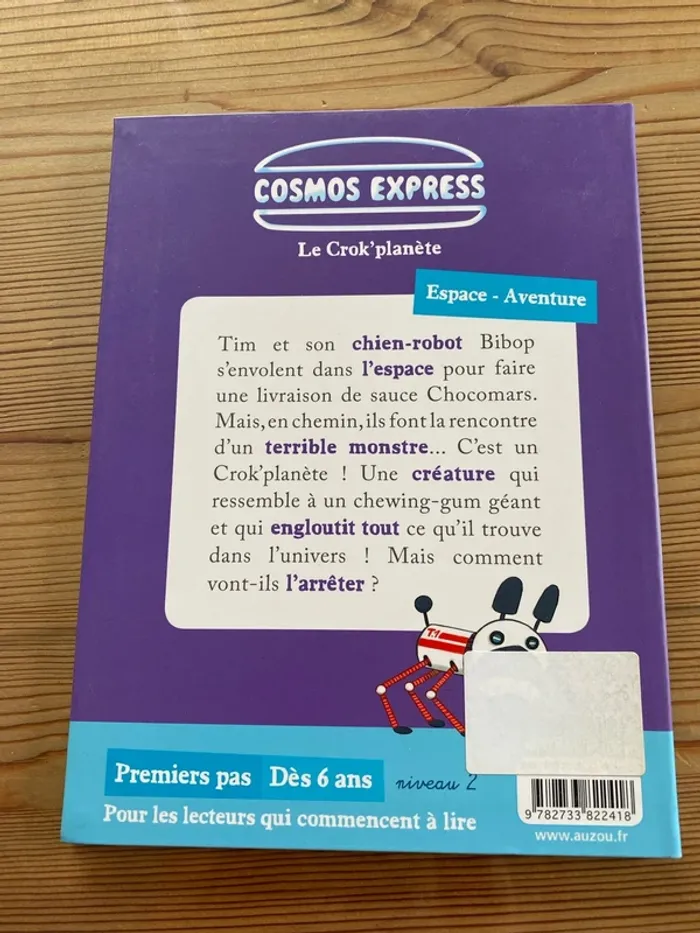 COSMOS EXPRESS
Le Crok'planète
Espace - Aventure
Tim et son chien-robot Bibop
s'envolent dans l'espace pour faire
une livraison de sauce Chocomars.
Mais, en chemin, ils font la rencontre
d'un terrible monstre... C'est un
Crok'planète ! Une créature qui
ressemble à un chewing-gum géant
et qui engloutit tout ce qu'il trouve
dans l'univers ! Mais comment
vont-ils l'arrêter ?
T-1
Premiers pas Dès 6 ans niveau 2
Pour les lecteurs qui commencent à lire
9 782733 822418
www.auzou.fr